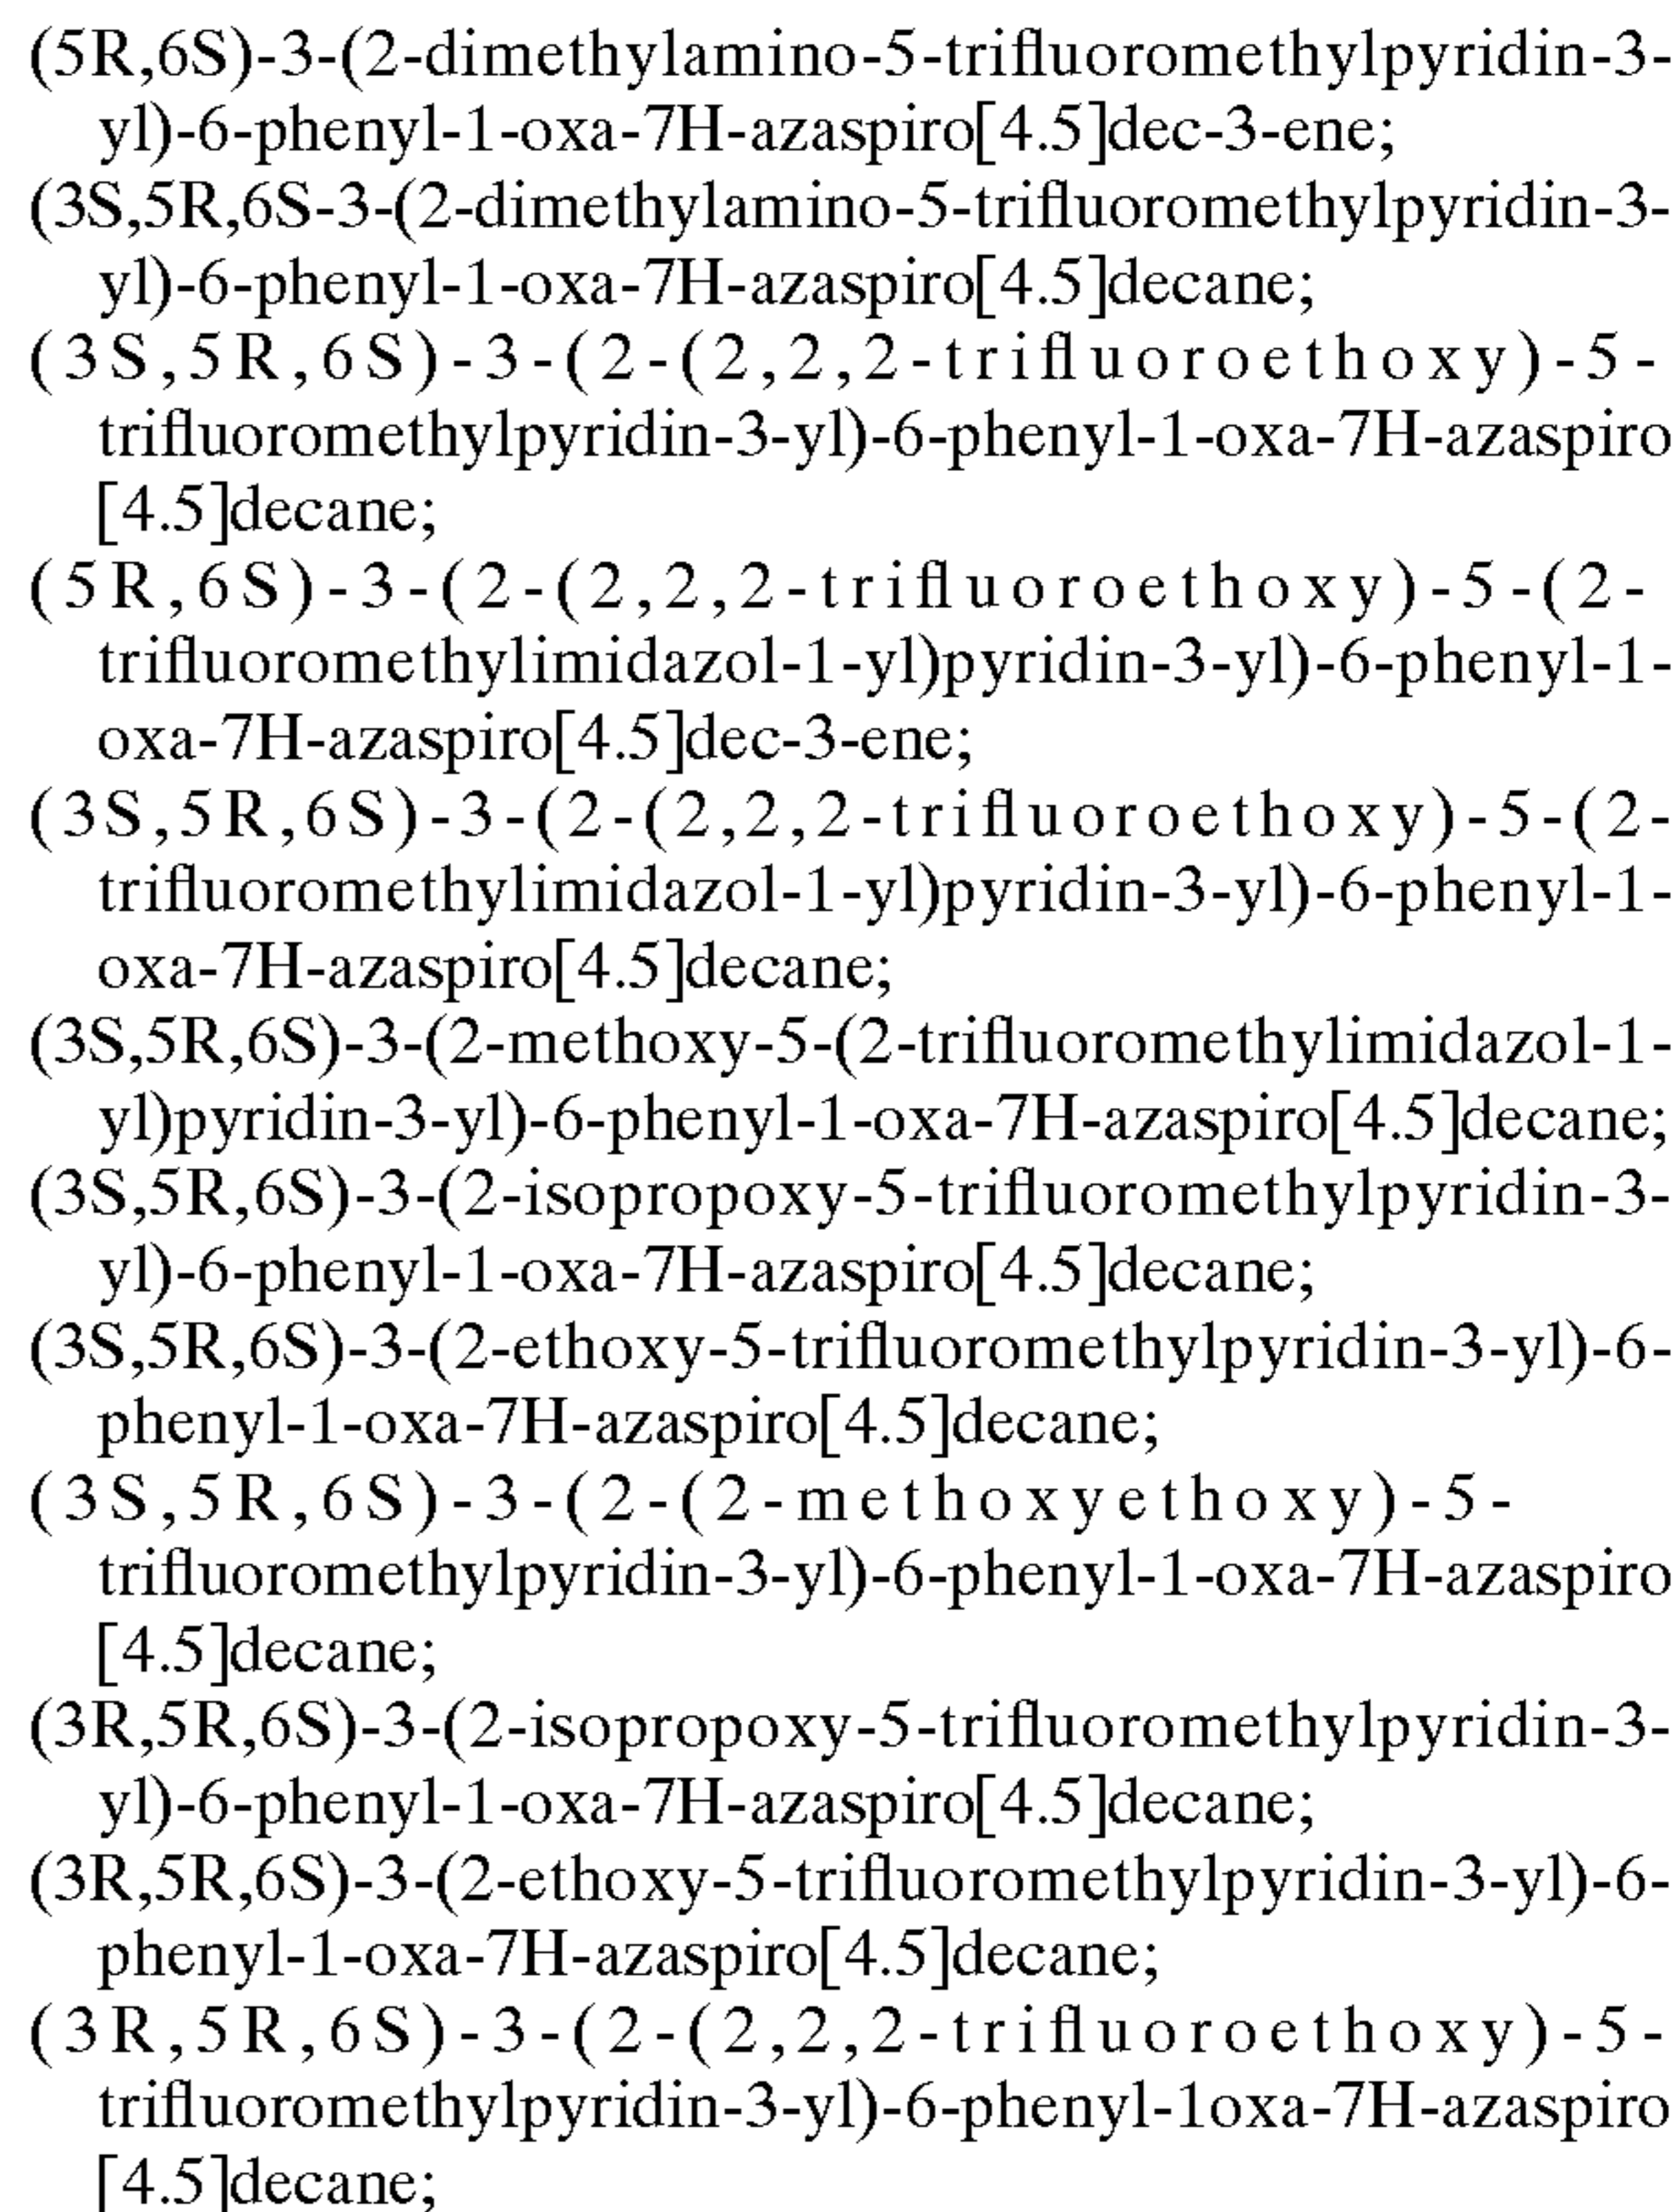 (5R,6S)-3-(2-dimethylamino-5-trifluoromethylpyridin-3-
yl)-6-phenyl-1-oxa-7H-azaspiro[4.5]dec-3-ene;
(3S,5R,6S-3-(2-dimethylamino-5-trifluoromethylpyridin-3-
yl)-6-phenyl-1-oxa-7H-azaspiro[4.5]decane;
(3S,5R,6S)-3-(2-(2,2,2-trifluoroethoxy)-5-
trifluoromethylpyridin-3-yl)-6-phenyl-1-oxa-7H-azaspiro
[4.5]decane;
(5R,6S)-3-(2-(2,2,2-trifluoroethoxy)-5-(2-
trifluoromethylimidazol-1-yl)pyridin-3-yl)-6-phenyl-1-
oxa-7H-azaspiro[4.5]dec-3-ene;
(3S,5R,6S)-3-(2-(2,2,2-trifluoroethoxy)-5-(2-
trifluoromethylimidazol-1-yl)pyridin-3-yl)-6-phenyl-1-
oxa-7H-azaspiro[4.5]decane;
(3S,5R,6S)-3-(2-methoxy-5-(2-trifluoromethylimidazol-1-
yl)pyridin-3-yl)-6-phenyl-1-oxa-7H-azaspiro[4.5]decane;
(3S,5R,6S)-3-(2-isopropoxy-5-trifluoromethylpyridin-3-
yl)-6-phenyl-1-oxa-7H-azaspiro[4.5]decane;
(3S,5R,6S)-3-(2-ethoxy-5-trifluoromethylpyridin-3-yl)-6-
phenyl-1-oxa-7H-azaspiro[4.5]decane;
(3S,5R,6S)-3-(2-(2-methoxyethoxy)-5-
trifluoromethylpyridin-3-yl)-6-phenyl-1-oxa-7H-azaspiro
[4.5]decane;
(3R,5R,6S)-3-(2-isopropoxy-5-trifluoromethylpyridin-3-
yl)-6-phenyl-1-oxa-7H-azaspiro[4.5]decane;
(3R,5R,6S)-3-(2-ethoxy-5-trifluoromethylpyridin-3-yl)-6-
phenyl-1-oxa-7H-azaspiro[4.5]decane;
(3R,5R,6S)-3-(2-(2,2,2-trifluoroethoxy)-5-
trifluoromethylpyridin-3-yl)-6-phenyl-1oxa-7H-azaspiro
[4.5]decane;